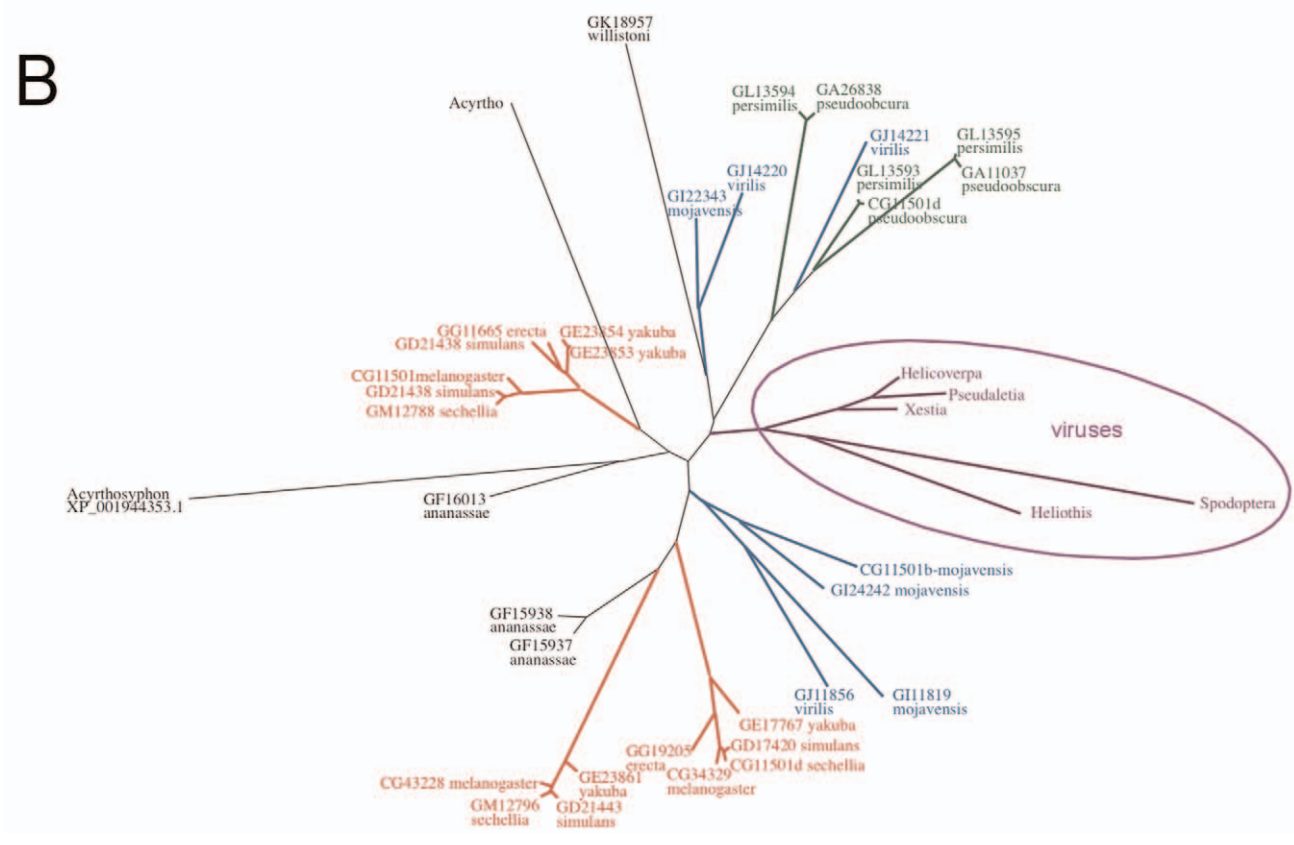 B
GK18957
willistoni
Acyrtho
GL13594
persimilis
GA26838
pseudoobcura
GJ14221
virilis
GL13595
persimilis
GJ14220
virilis
GL13593
persimilis
GA11037
pseudoobscura
GI22343
mojavensis
CG11501d
pseudoobscura
GG11665 erecta
GE23854 yakuba
GD21438 simulans
GE23853 yakuba
CG11501melanogaster
GD21438 simulans
GM12788 sechellia
Helicoverpa
Pseudaletia
Xestia
viruses
Spodoptera
Heliothis
Acyrthosyphon
XP_001944353.1
GF16013
ananassae
CG11501b-mojavensis
GI24242 mojavensis
GF15938
ananassae
GF15937
ananassae
GJ11856
virilis
GI11819
mojavensis
GE17767 yakuba
GG19205
erecta
GD17420 simulans
CG11501d sechellia
CG34329
melanogaster
CG43228 melanogaster
GE23861
yakuba
GM12796
sechellia
GD21443
simulans